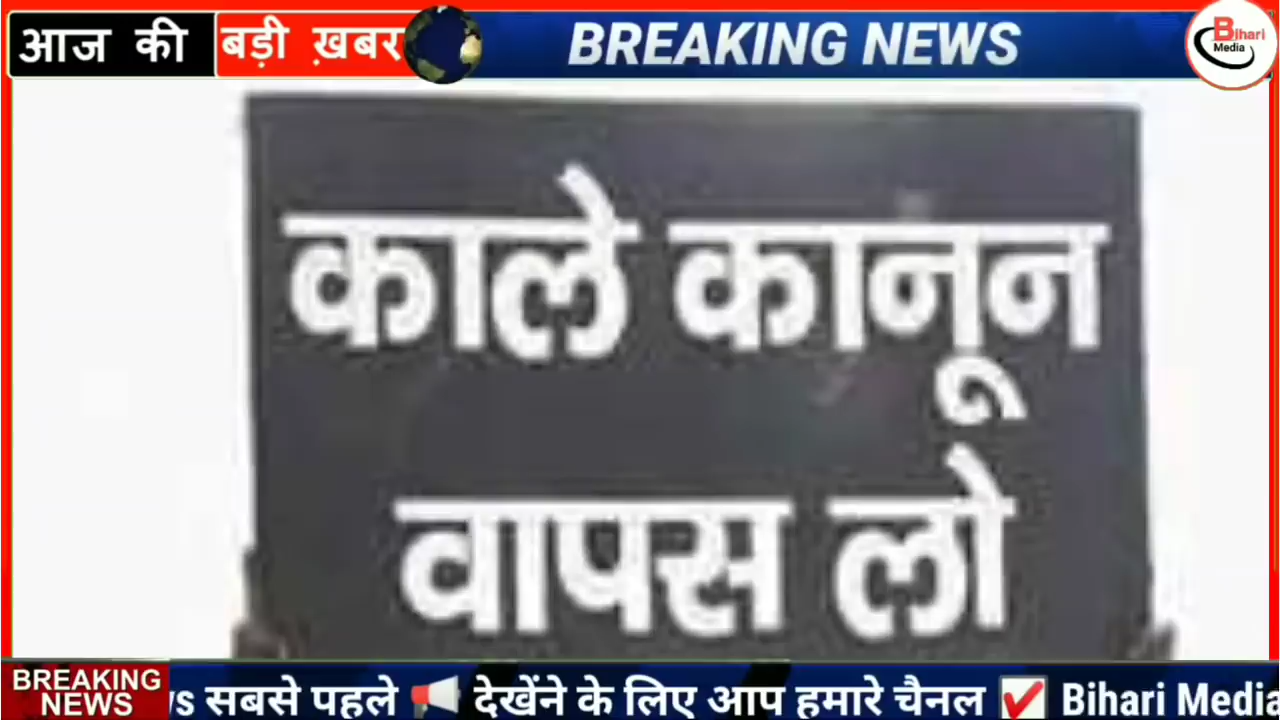 आज की बड़ी ख़बर
BREAKING NEWS
Bihari
Media
काले कानून
वापस लो
BREAKING
NEWS
s सबसे पहले देखेंने के लिए आप हमारे चैनल Bihari Media